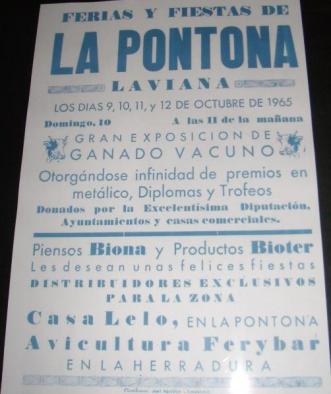 FERIAS Y FIESTAS DE
LA PONTONA
LAVIANA
LOS DIAS 9, 10, 11, y 12 DE OCTUBRE DE 1965
Domingo, 10 A las 11 de la mañana
GRAN EXPOSICION DE
GANADO VACUNO
Otorgándose infinidad de premios en
metálico, Diplomas y Trofeos
Donados por la Excelentísima Diputación,
Ayuntamientos y casas comerciales.
Piensos Biona y Productos Bioter
Les desean unas felices fiestas
DISTRIBUIDORES EXCLUSIVOS
PARA LA ZONA
Casa Lelo, EN LA PONTONA
Avicultura Ferybar
EN LA HERRADURA